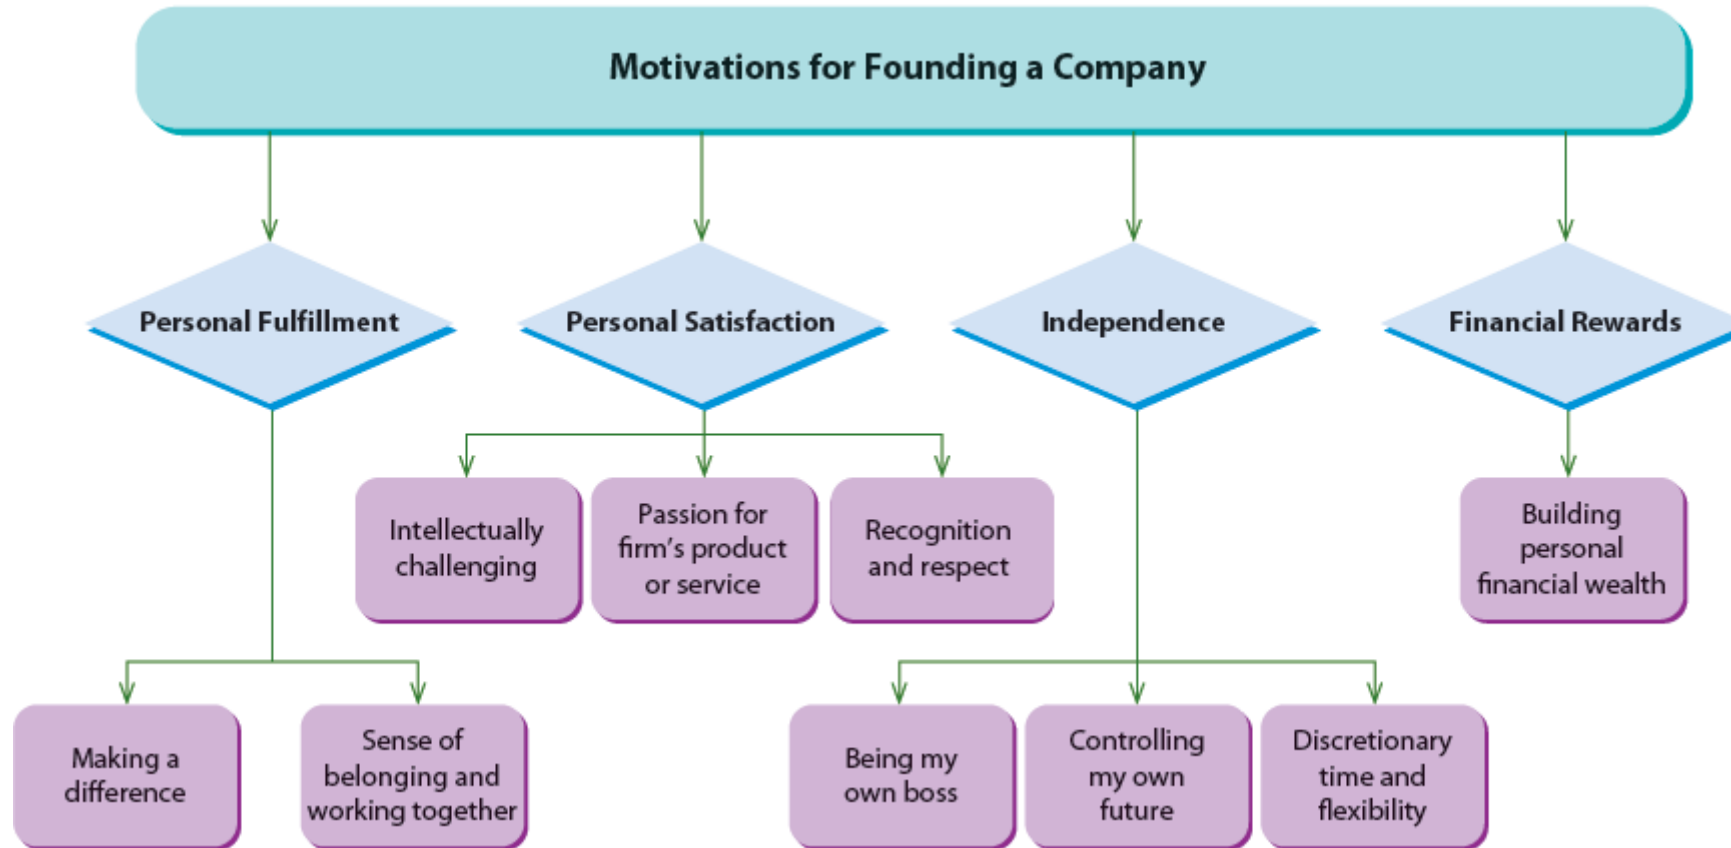 Motivations for Founding a Company
Personal Fulfillment
Personal Satisfaction
Independence
Financial Rewards
Intellectually
challenging
Passion for
firm’s product
or service
Recognition
and respect
Building
personal
financial wealth
Making a
difference
Sense of
belonging and
working together
Being my
own boss
Controlling
my own
future
Discretionary
time and
flexibility